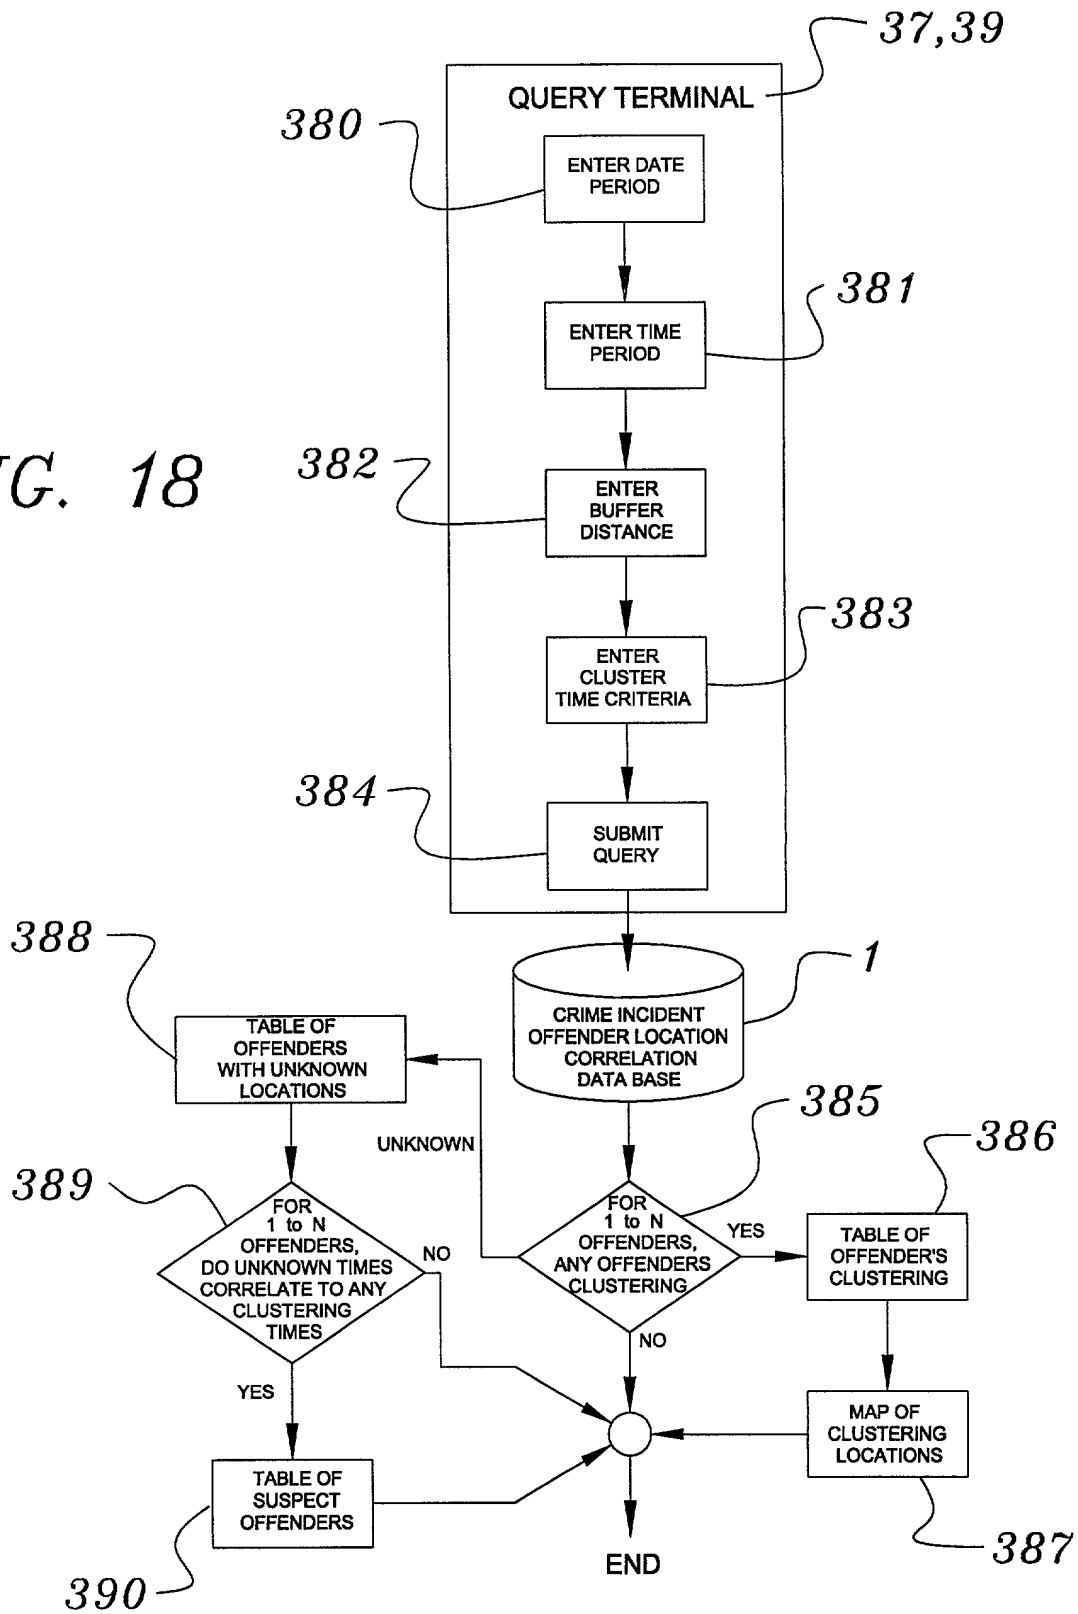 37,39
QUERY TERMINAL
380
ENTER DATE
PERIOD
381
ENTER TIME
PERIOD
G. 18
382
ENTER
BUFFER
DISTANCE
383
ENTER
CLUSTER
TIME CRITERIA
384
SUBMIT
QUERY
388
1
TABLE OF
OFFENDERS
WITH UNKNOWN
LOCATIONS
CRIME INCIDENT
OFFENDER LOCATION
CORRELATION
DATA BASE
385
UNKNOWN
386
389
FOR
1 to N
OFFENDERS,
DO UNKNOWN TIMES
CORRELATE TO ANY
CLUSTERING
TIMES
NO
FOR
1 to N
OFFENDERS,
ANY OFFENDERS
CLUSTERING
YES
TABLE OF
OFFENDER'S
CLUSTERING
NO
YES
MAP OF
CLUSTERING
LOCATIONS
TABLE OF
SUSPECT
OFFENDERS
387
END
390